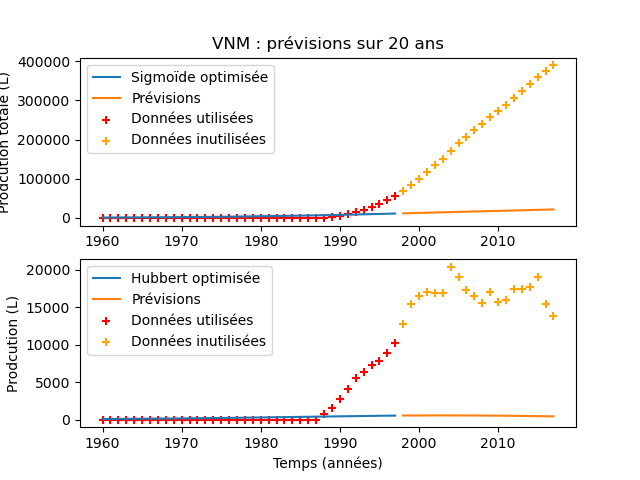 VNM : prévisions sur 20 ans
Prodcution totale (L)
400000
300000
200000
100000
0
Sigmoïde optimisée
Prévisions
Données utilisées
Données inutilisées
1960 1970 1980 1990 2000 2010
Prodcution (L)
20000
15000
10000
5000
0
Hubbert optimisée
Prévisions
Données utilisées
Données inutilisées
1960 1970 1980 1990 2000 2010
Temps (années)